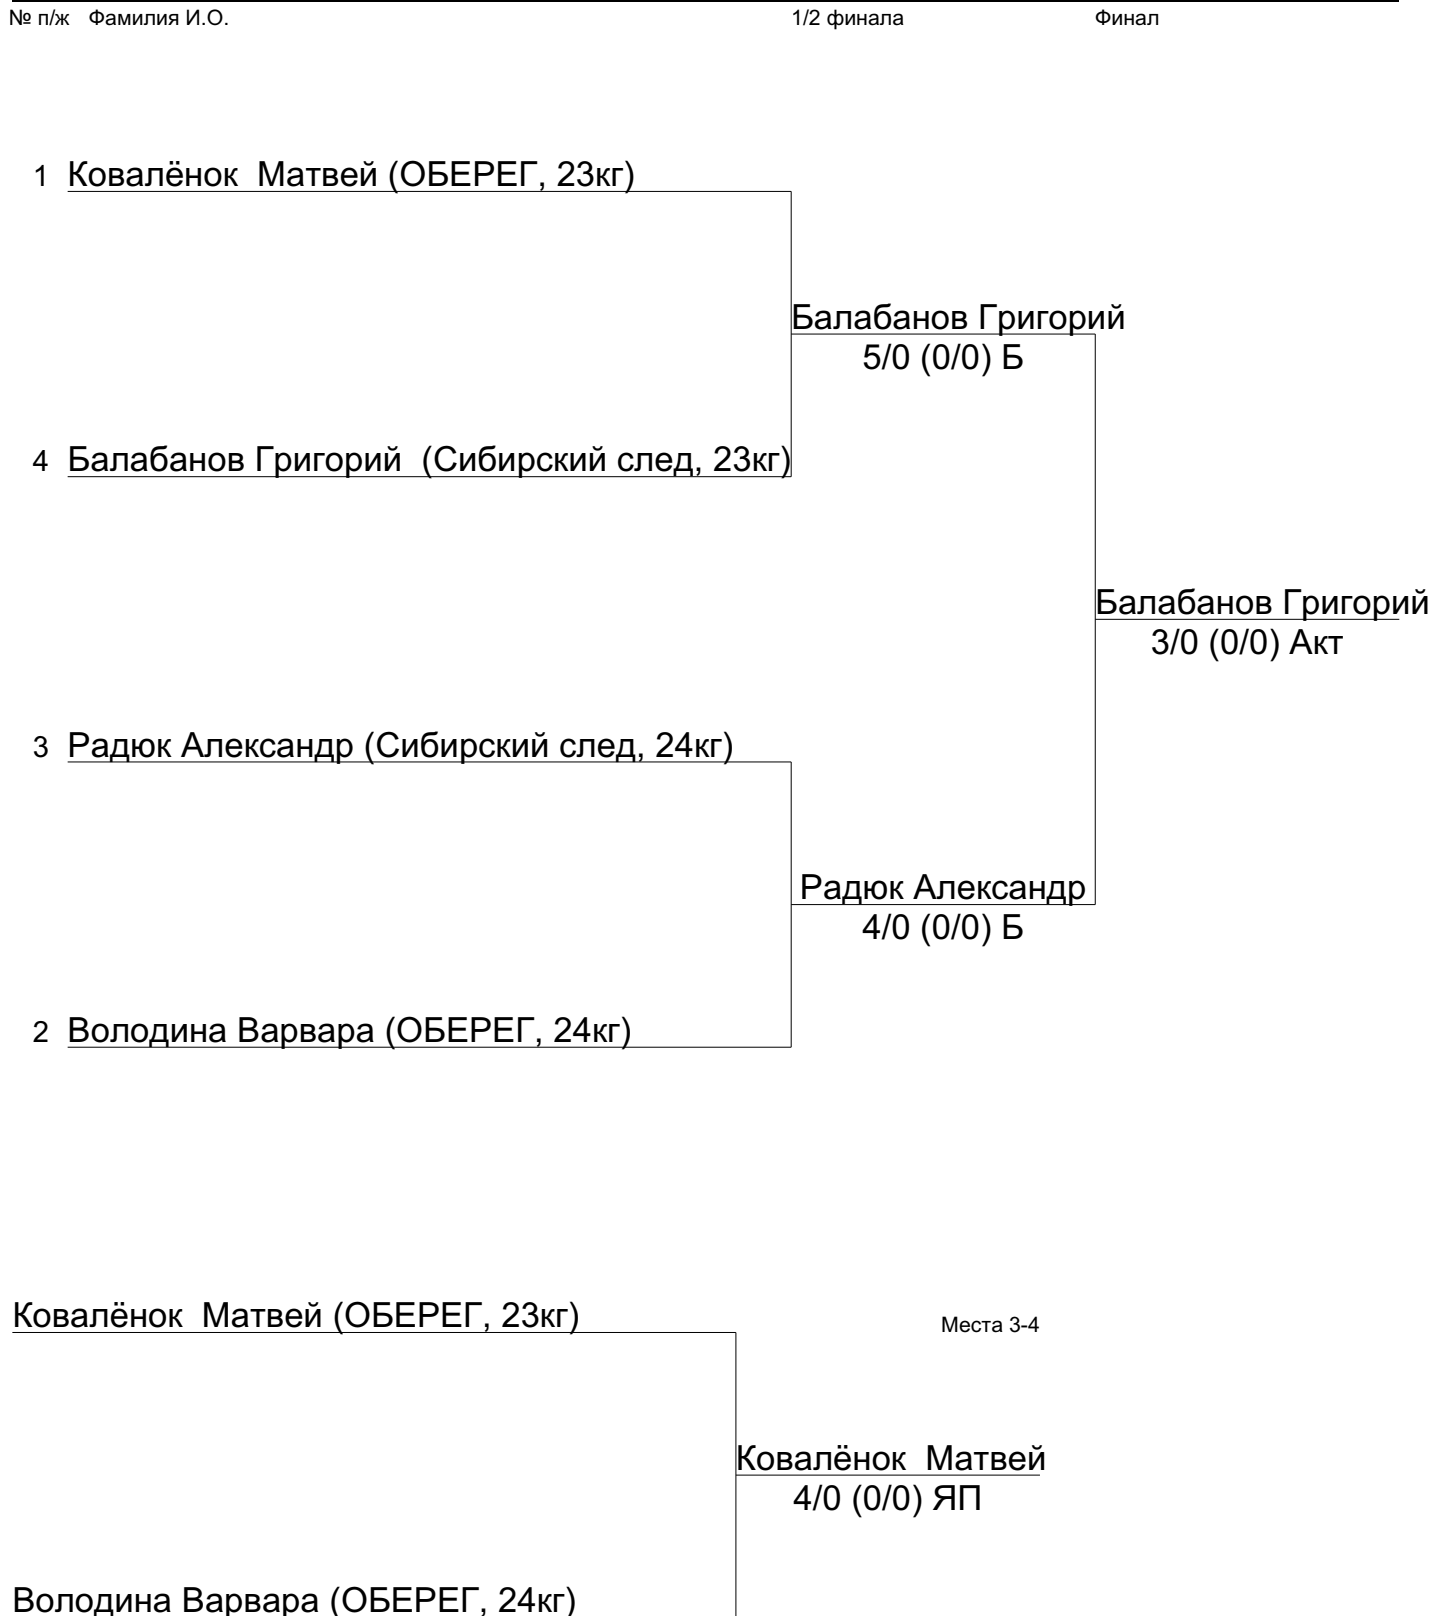 № п/ж Фамилия И.О. 1/2 финала Финал
1 Ковалёнок Матвей (ОБЕРЕГ, 23кг)
Балабанов Григорий
5/0 (0/0) Б
4 Балабанов Григорий (Сибирский след, 23кг)
Балабанов Григорий
3/0 (0/0) Акт
3 Радюк Александр (Сибирский след, 24кг)
Радюк Александр
4/0 (0/0) Б
2 Володина Варвара (ОБЕРЕГ, 24кг)
Ковалёнок Матвей (ОБЕРЕГ, 23кг)
Места 3-4
Ковалёнок Матвей
4/0 (0/0) ЯП
Володина Варвара (ОБЕРЕГ, 24кг)